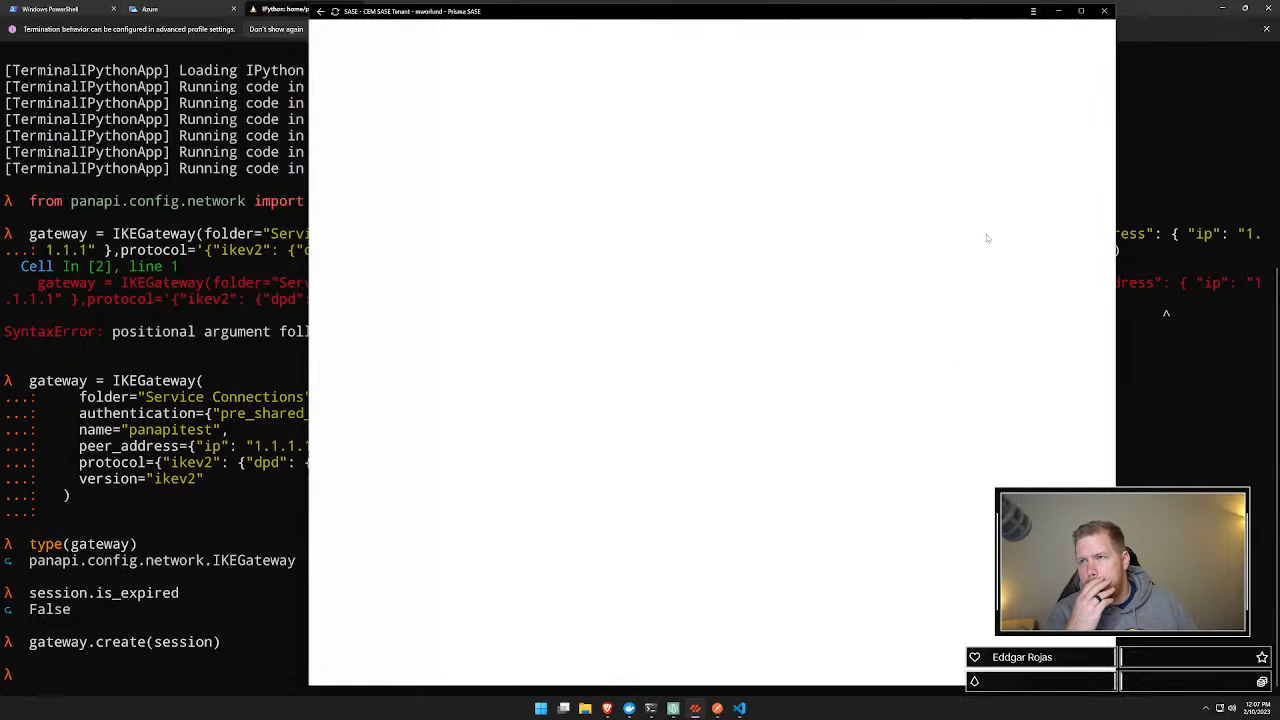 Windows PowerShell
Azure
IPython: home/p
SASE - CEM SASE Tenant - mworlund - Prisma SASE
Termination behavior can be configured in advanced profile settings.
Don't show again
[TerminalIPythonApp] Loading IPython
[TerminalIPythonApp] Running code in
[TerminalIPythonApp] Running code in
[TerminalIPythonApp] Running code in
[TerminalIPythonApp] Running code in
[TerminalIPythonApp] Running code in
[TerminalIPythonApp] Running code in
λ from panapi.config.network import
λ gateway = IKEGateway(folder="Servi ress": { "ip": "1.
...: 1.1.1" },protocol='{"ikev2": {"d )
Cell In [2], line 1
gateway = IKEGateway(folder="Serv dress": { "ip": "1
.1.1.1" },protocol='{"ikev2": {"dpd":
^
SyntaxError: positional argument foll
λ gateway = IKEGateway(
...: folder="Service Connections"
...: authentication={"pre_shared_
...: name="panapitest",
...: peer_address={"ip": "1.1.1.1
...: protocol={"ikev2": {"dpd": {
...: version="ikev2"
...: )
...:
λ type(gateway)
panapi.config.network.IKEGateway
λ session.is_expired
False
λ gateway.create(session)
λ
Eddgar Rojas
12:07 PM
2/10/2023